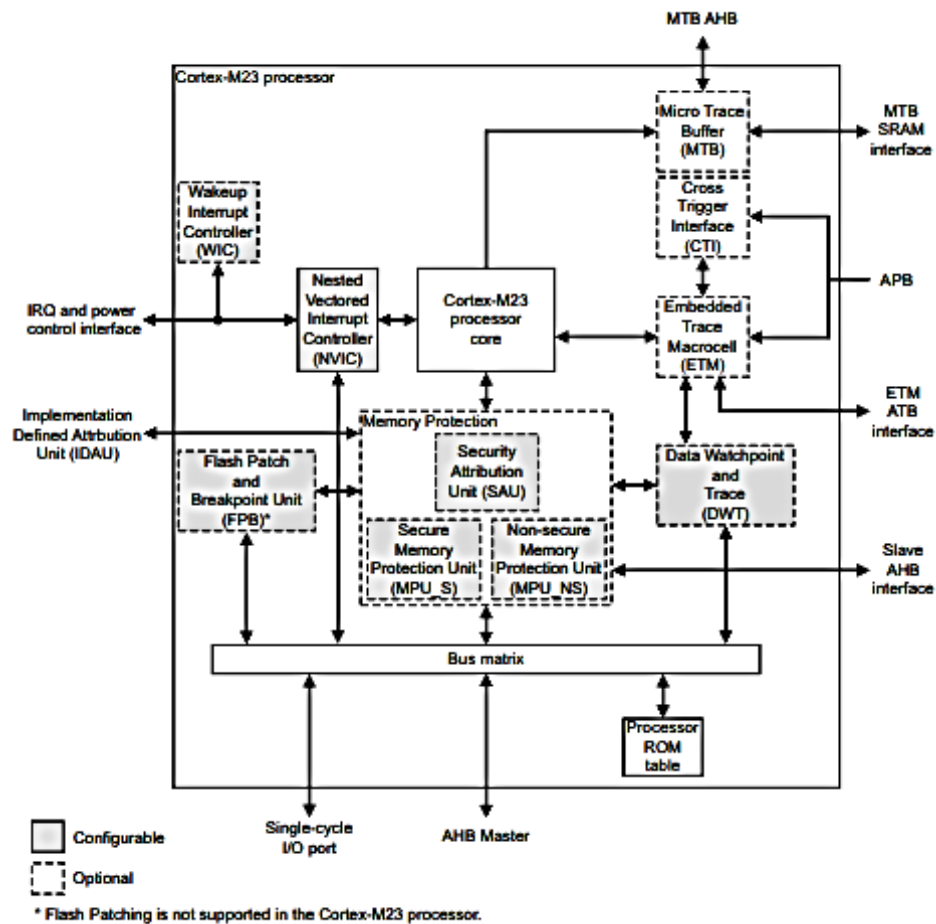 MTB AHB
Cortex-M23 processor
Micro Trace
Buffer
(MTB)
MTB
SRAM
interface
Wakeup
Interrupt
Controller
(WIC)
Cross
Trigger
Interface
(CTI)
Nested
Vectored
Interrupt
Controller
(NVIC)
Cortex-M23
processor
core
APB
IRQ and power
control interface
Embedded
Trace
Macrocell
(ETM)
ETM
ATB
interface
Implementation
Defined Attrbution
Unit (IDAU)
Memory Protection
Security
Attribution
Unit (SAU)
Flash Patch
and
Breakpoint Unit
(FPB)*
Data Watchpoint
and
Trace
(DWT)
Secure
Memory
Protection Unit
(MPU_S)
Non-secure
Memory
Protection Unit
(MPU_NS)
Slave
AHB
interface
Bus matrix
Processor
ROM
table
Single-cycle
I/O port
AHB Master
Configurable
Optional
* Flash Patching is not supported in the Cortex-M23 processor.